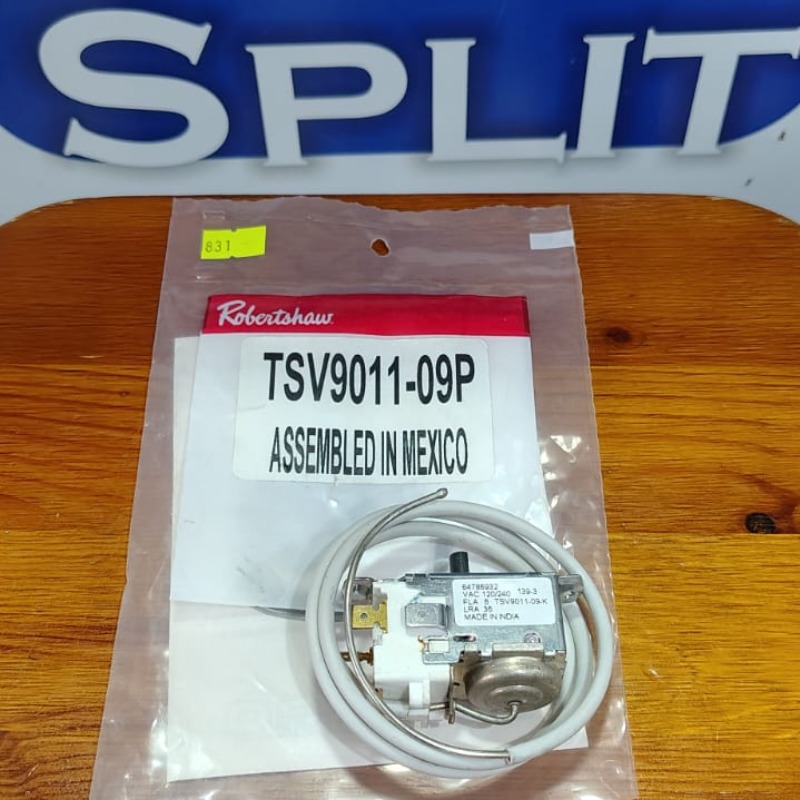 SPLIT
831
Robertshaw
TSV9011-09P
ASSEMBLED IN MEXICO
64786932
VAC 120/240 139-3
FLA 6 TSV9011-09-K
LRA 36
MADE IN INDIA